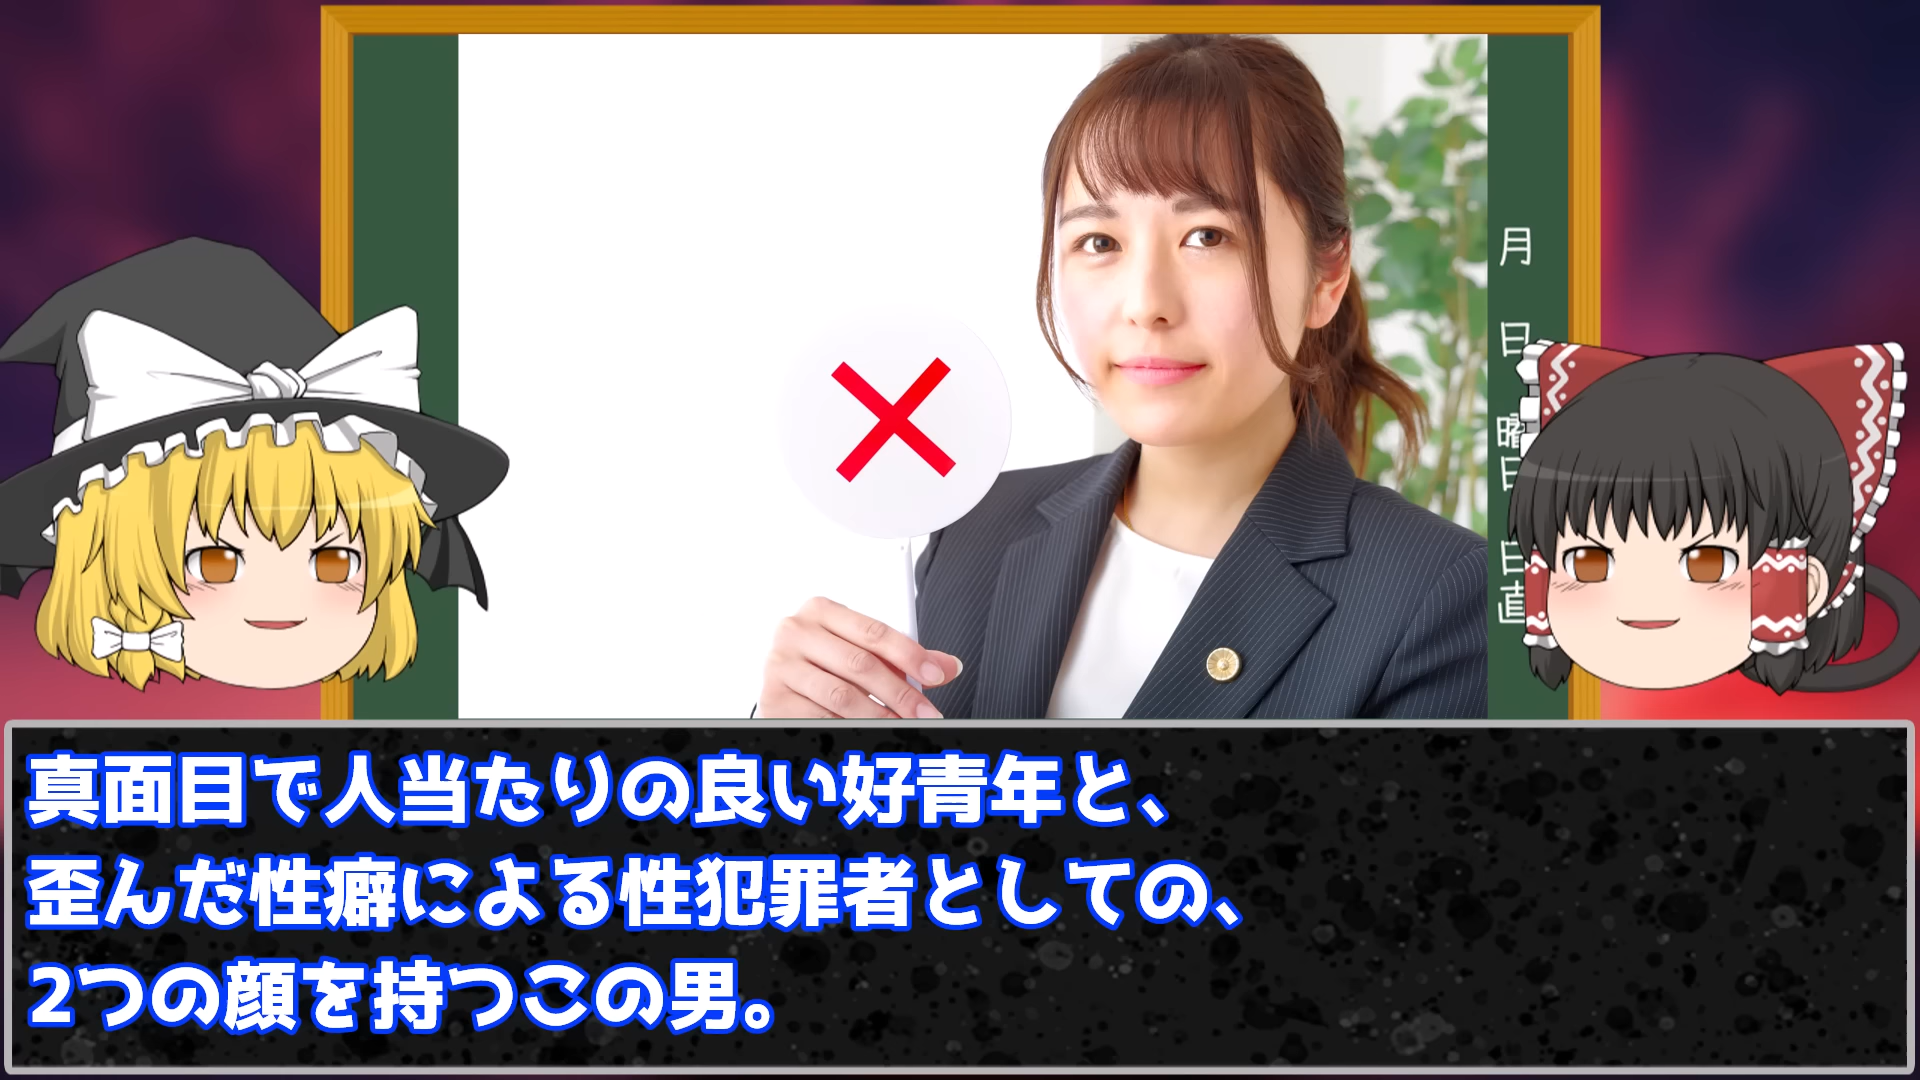 月
日
曜
日
日
直
真面目で人当たりの良い好青年と、
歪んだ性癖による性犯罪者としての、
2つの顔を持つこの男。